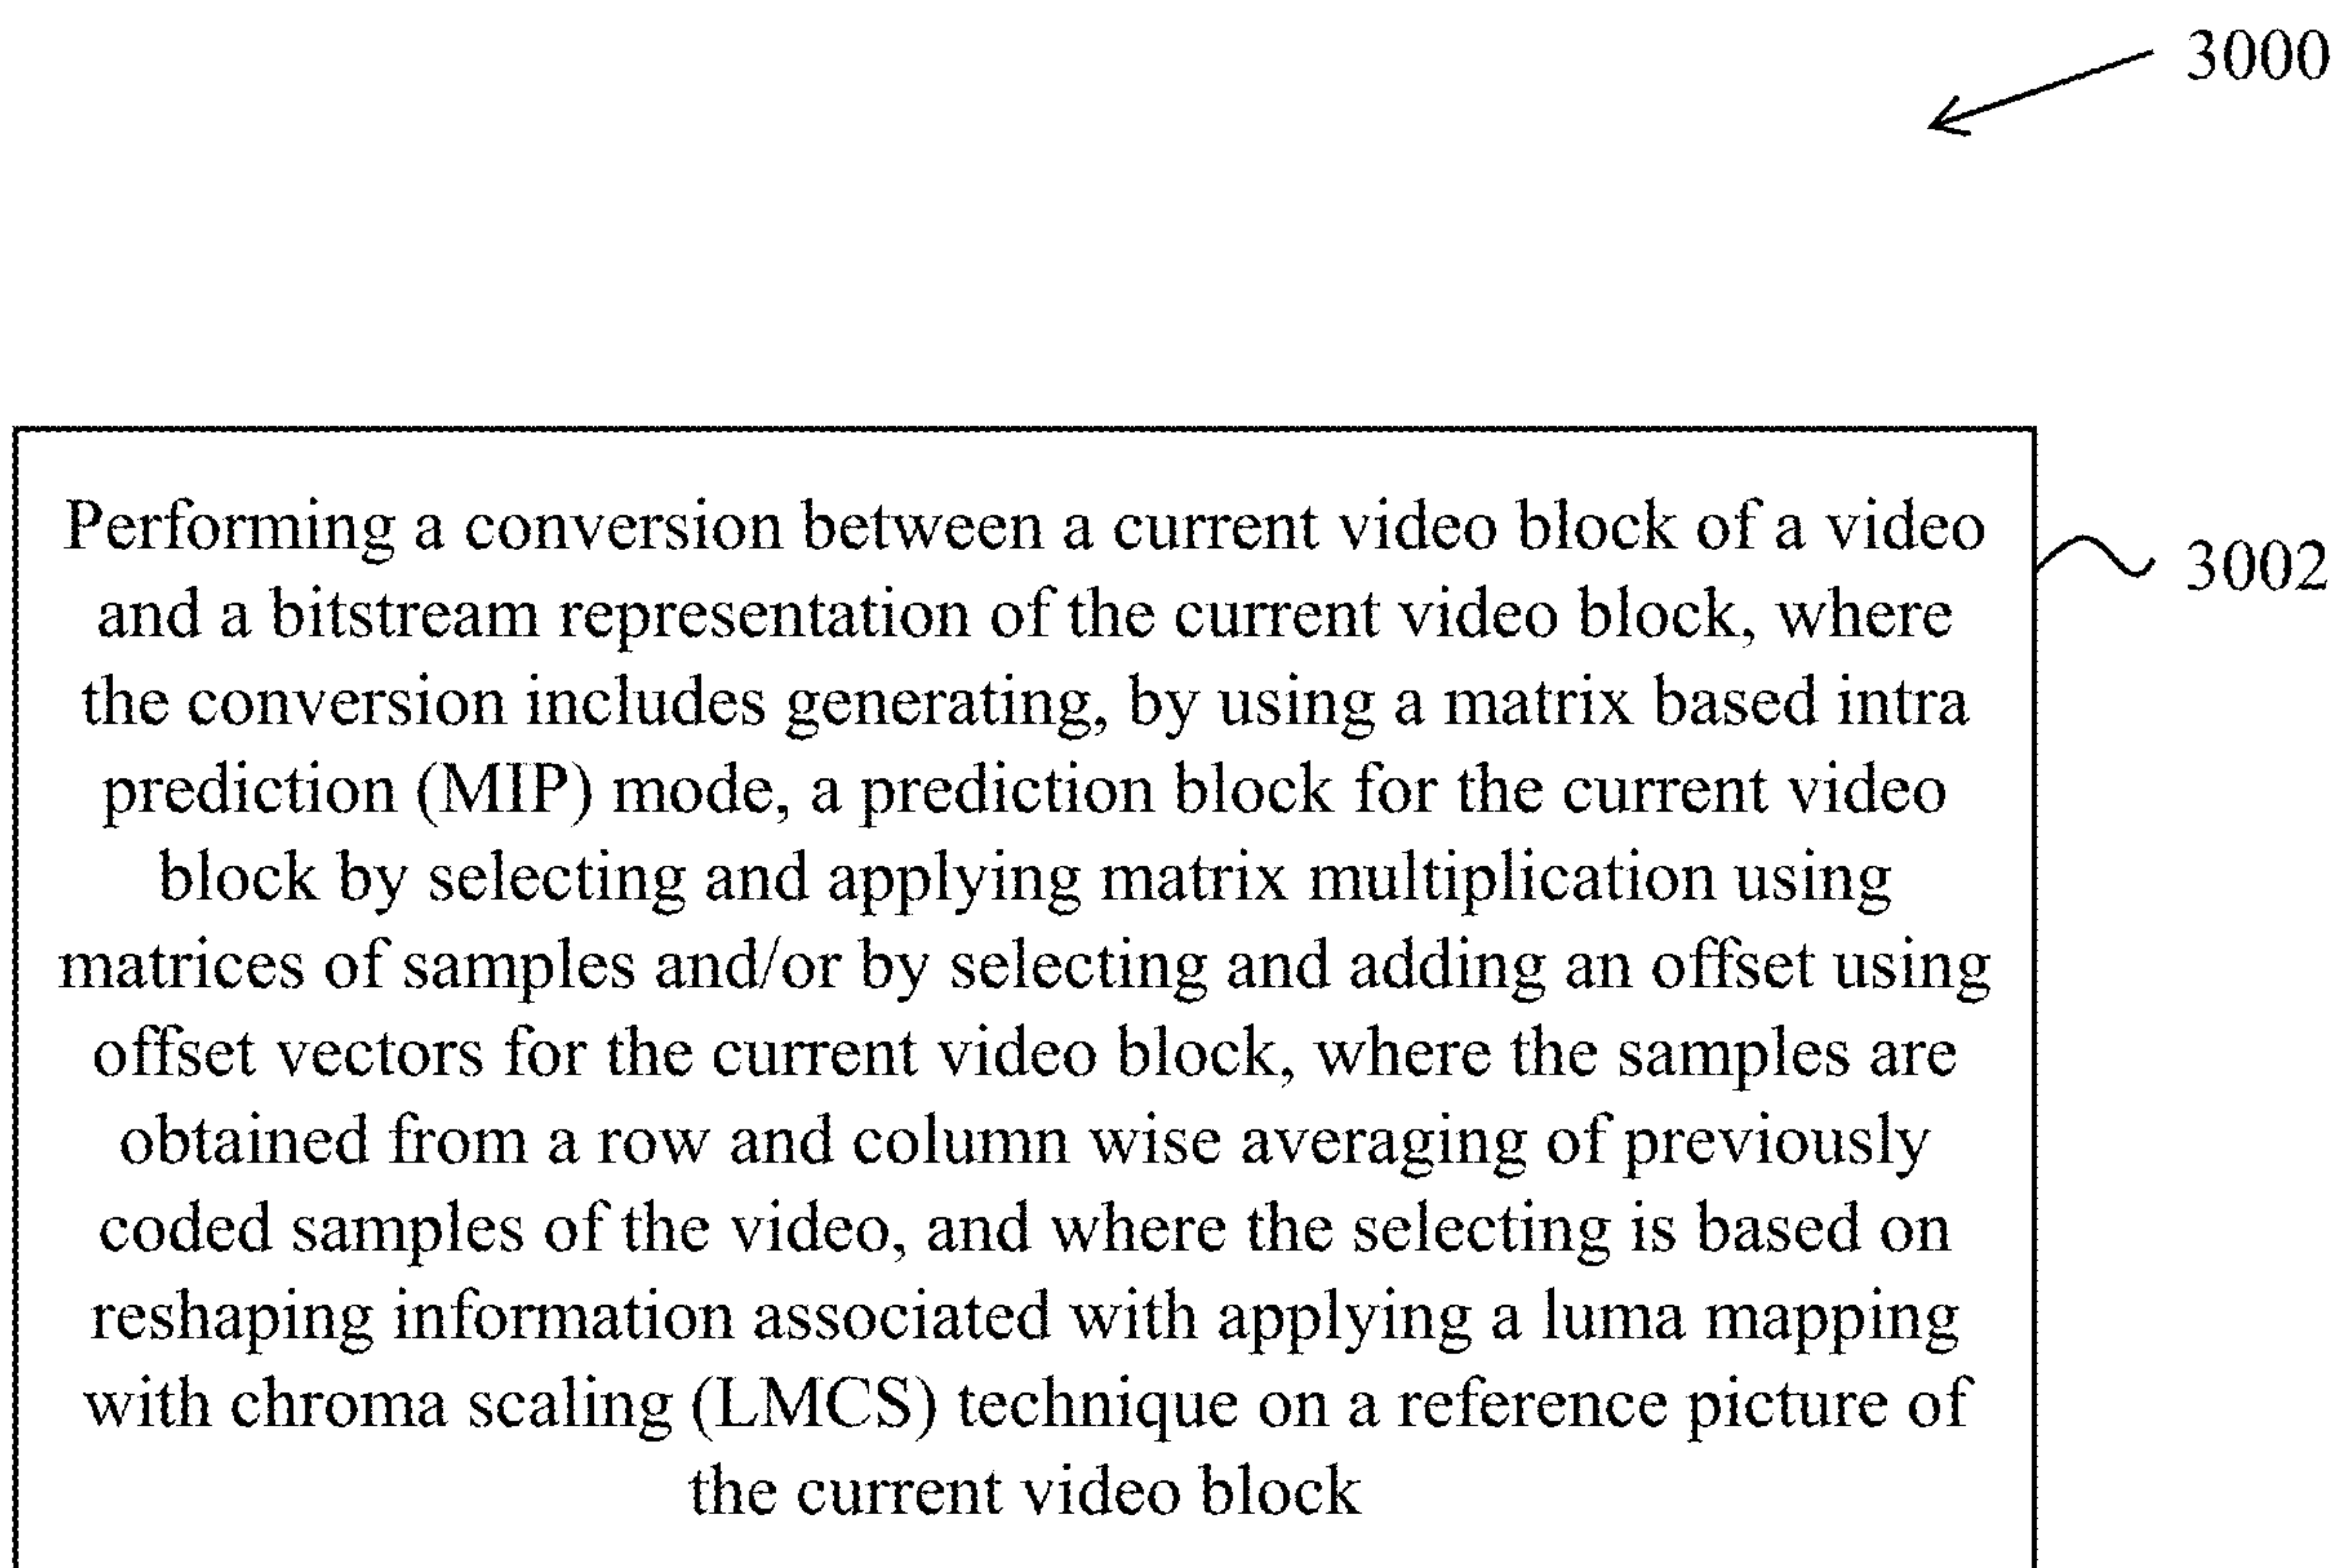 3000
Performing a conversion between a current video block of a video
3002
and a bitstream representation of the current video block, where
the conversion includes generating, by using a matrix based intra
prediction (MIP) mode, a prediction block for the current video
block by selecting and applying matrix multiplication using
matrices of samples and/or by selecting and adding an offset using
offset vectors for the current video block, where the samples are
obtained from a row and column wise averaging of previously
coded samples of the video, and where the selecting is based on
reshaping information associated with applying a luma mapping
with chroma scaling (LMCS) technique on a reference picture of
the current video block